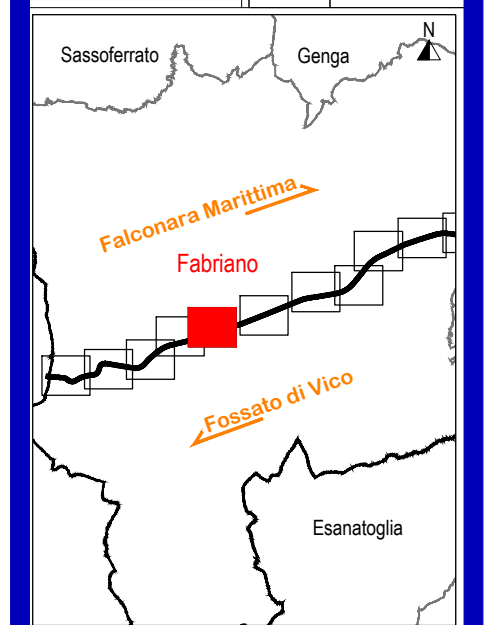 N
Sassoferrato
Genga
Falconara Marittima
Fabriano
Fossato di Vico
Esanatoglia